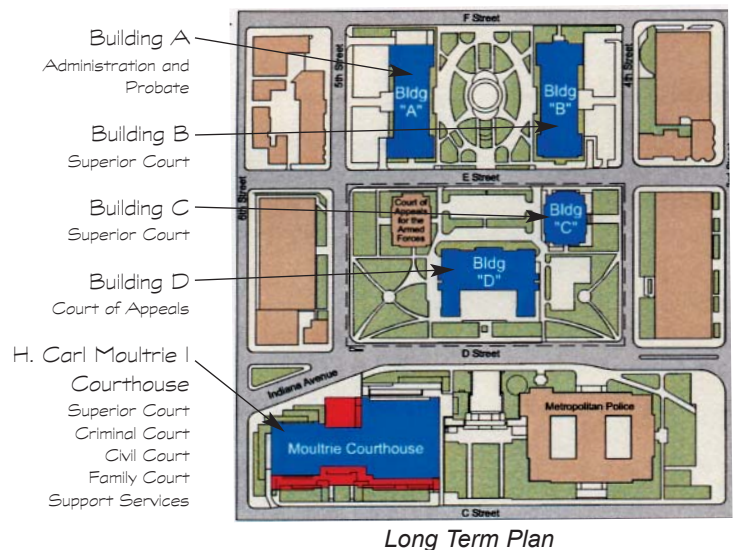 Building A
Administration and
Probate
Building B
Superior Court
Building C
Superior Court
Building D
Court of Appeals
H. Carl Moultrie I
Courthouse
Superior Court
Criminal Court
Civil Court
Family Court
Support Services
F Street
5th Street
4th Street
Bldg
"A"
Bldg
"B"
E Street
6th Street
Court of
Appeals
for the
Armed
Forces
Bldg
"C"
Bldg
"D"
D Street
Indiana Avenue
Metropolitan Police
Moultrie Courthouse
C Street
Long Term Plan